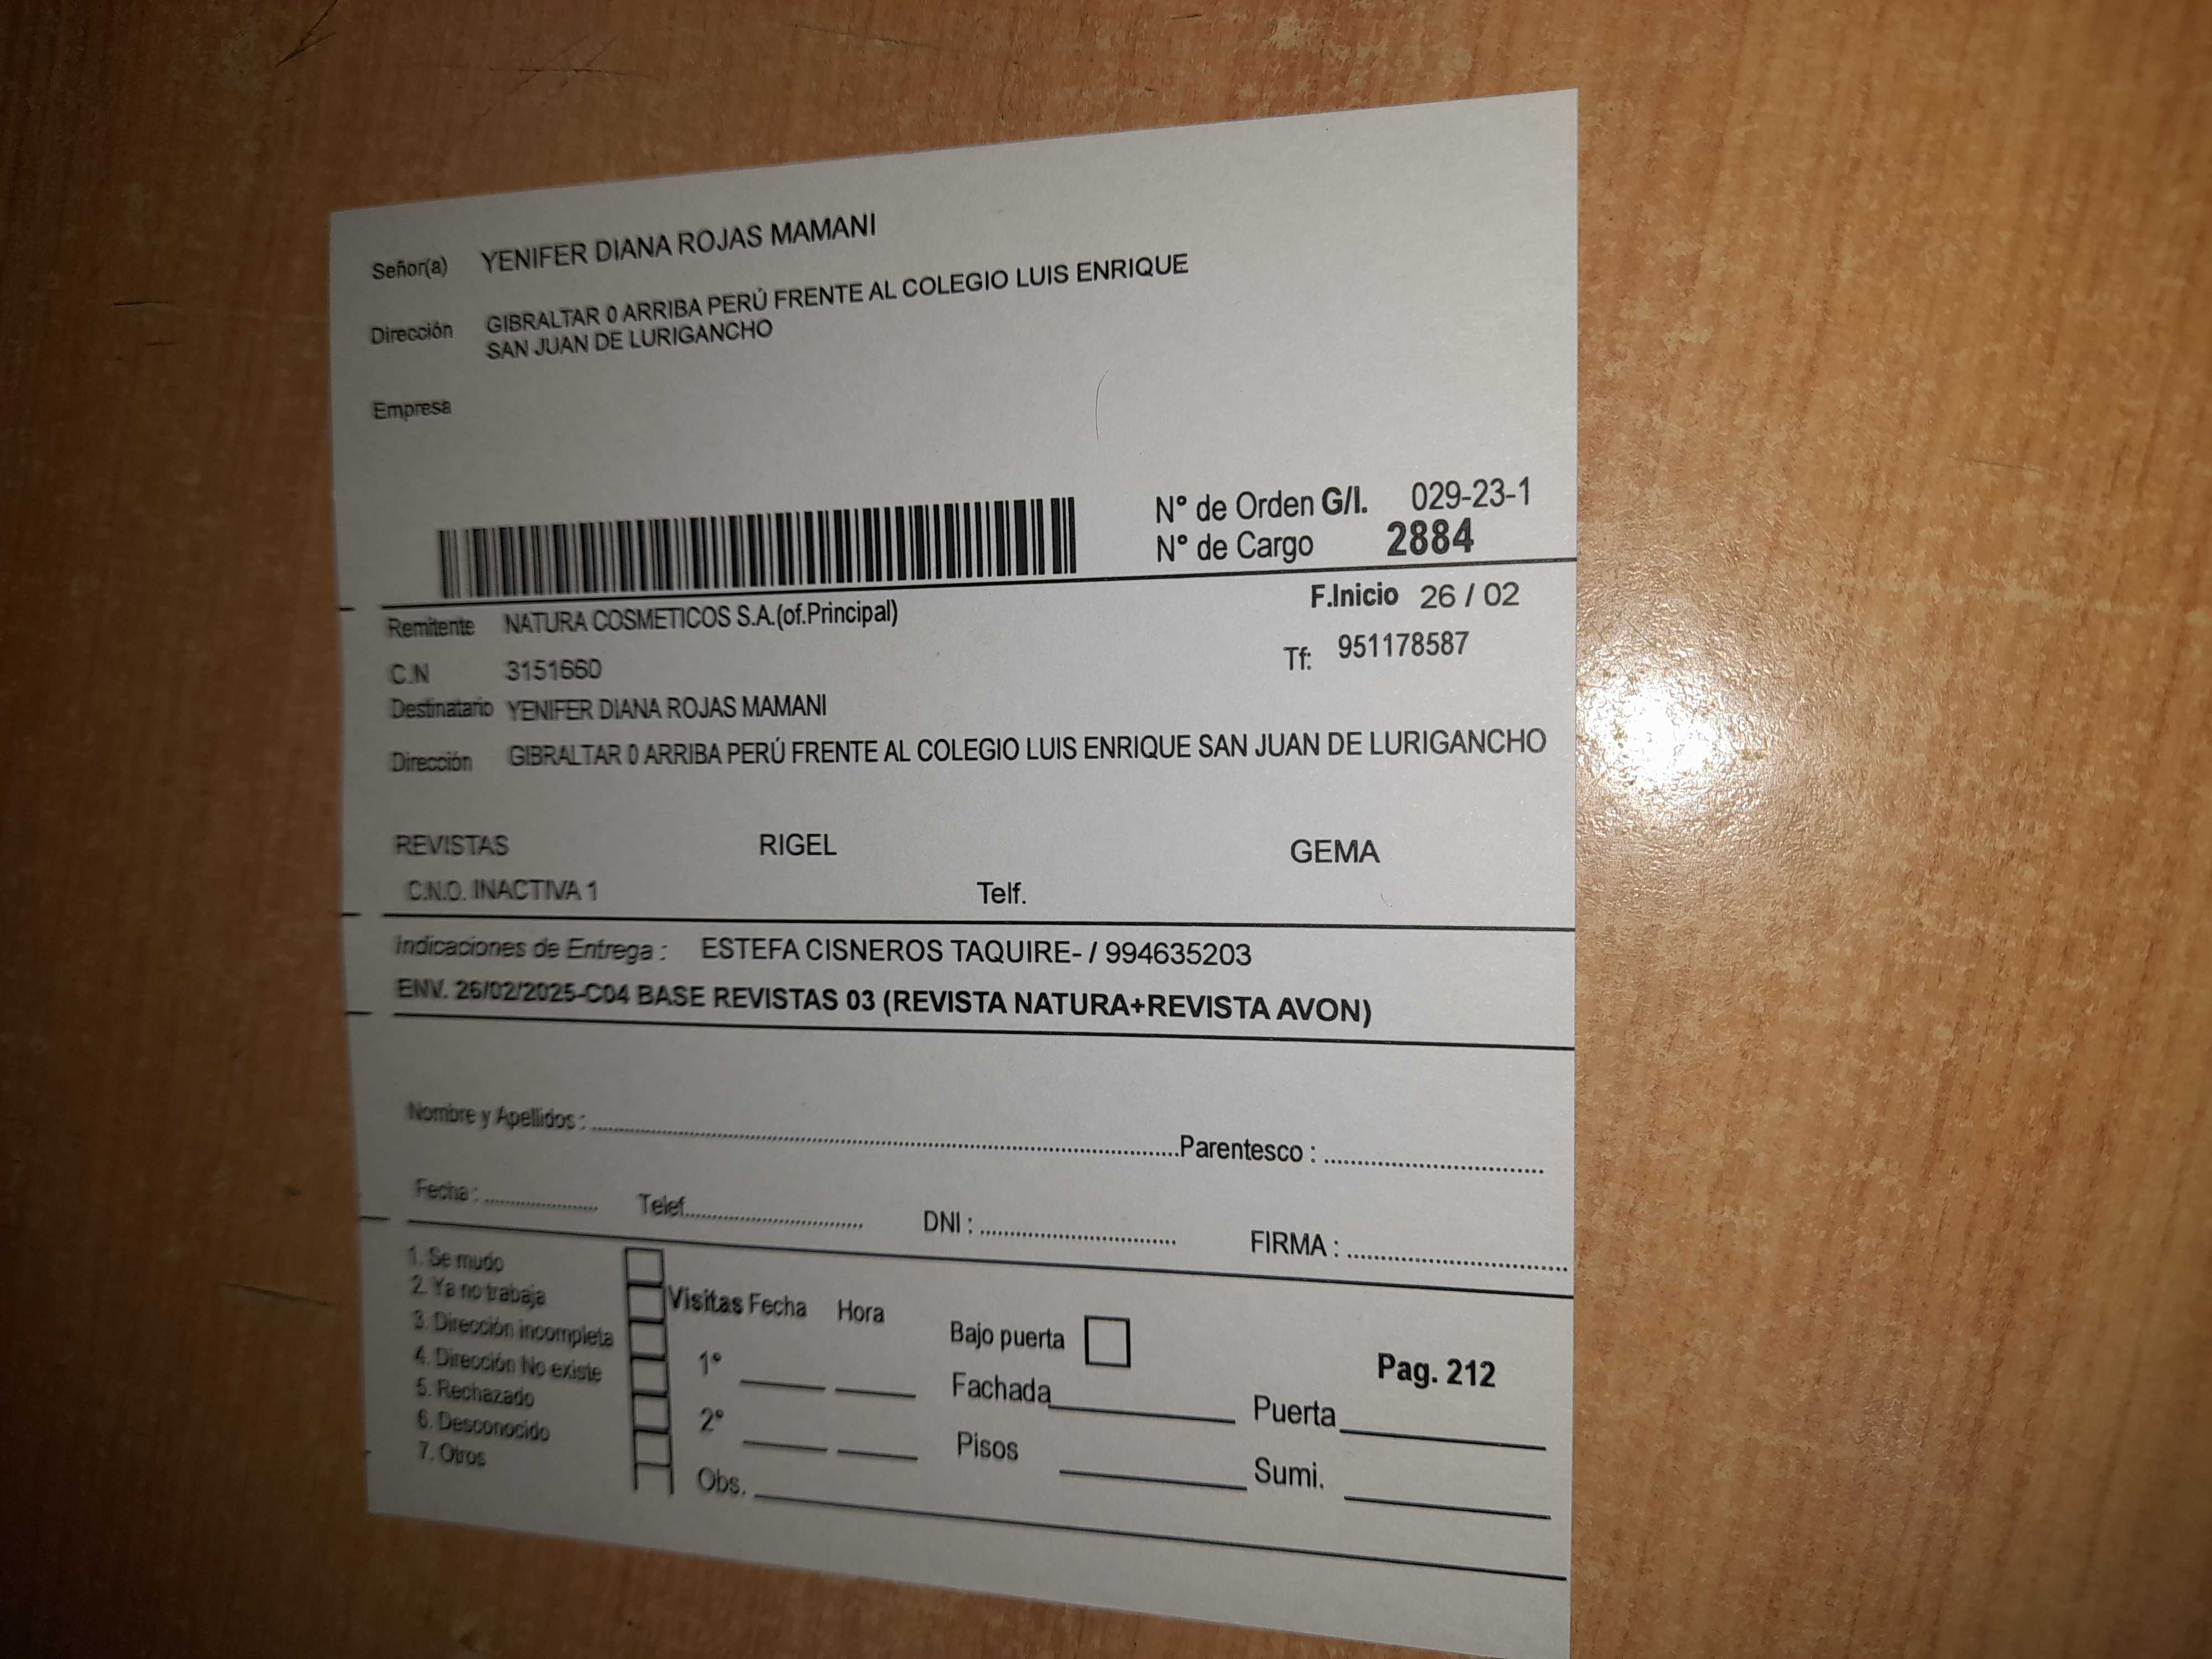 Señor(a) YENIFER DIANA ROJAS MAMANI
Dirección GIBRALTAR 0 ARRIBA PERÚ FRENTE AL COLEGIO LUIS ENRIQUE
SAN JUAN DE LURIGANCHO
Empresa
N° de Orden G/I. 029-23-1
N° de Cargo 2884
F.Inicio 26 / 02
Remitente NATURA COSMETICOS S.A.(of.Principal)
Tf: 951178587
C.N 3151660
Destinatario YENIFER DIANA ROJAS MAMANI
Dirección GIBRALTAR 0 ARRIBA PERÚ FRENTE AL COLEGIO LUIS ENRIQUE SAN JUAN DE LURIGANCHO
REVISTAS RIGEL GEMA
C.N.O. INACTIVA 1 Telf.
Indicaciones de Entrega : ESTEFA CISNEROS TAQUIRE- / 994635203
ENV. 26/02/2025-C04 BASE REVISTAS 03 (REVISTA NATURA+REVISTA AVON)
Nombre y Apellidos : Parentesco :
Fecha : Telef. DNI : FIRMA :
1. Se mudo
2. Ya no trabaja
3. Dirección incompleta
4. Dirección No existe
5. Rechazado
6. Desconocido
7. Otros
Visitas Fecha Hora
1°
2°
Obs.
Bajo puerta
Fachada Puerta
Pisos Sumi.
Pag. 212